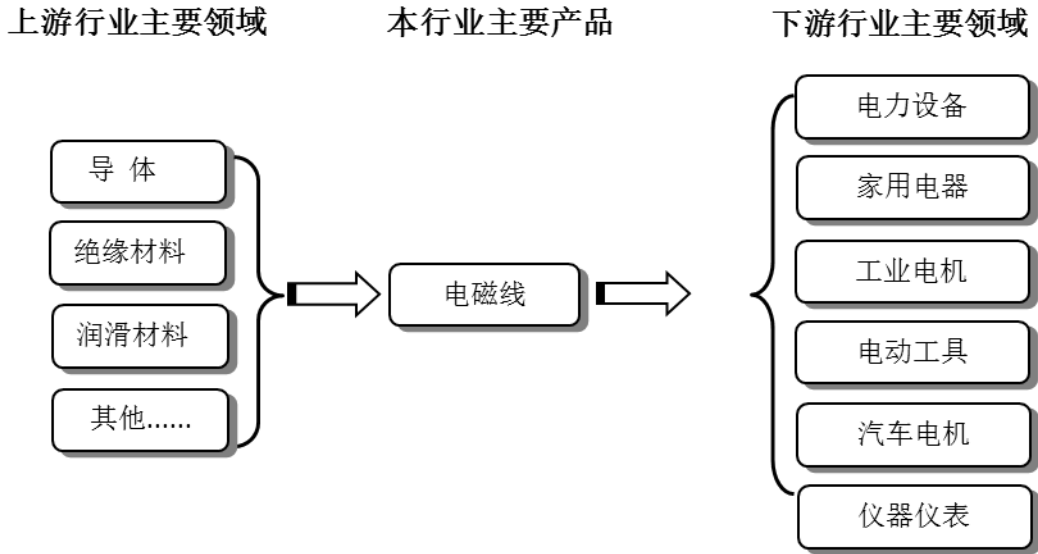 上游行业主要领域
本行业主要产品
下游行业主要领域
导 体
绝缘材料
润滑材料
其他......
电磁线
电力设备
家用电器
工业电机
电动工具
汽车电机
仪器仪表